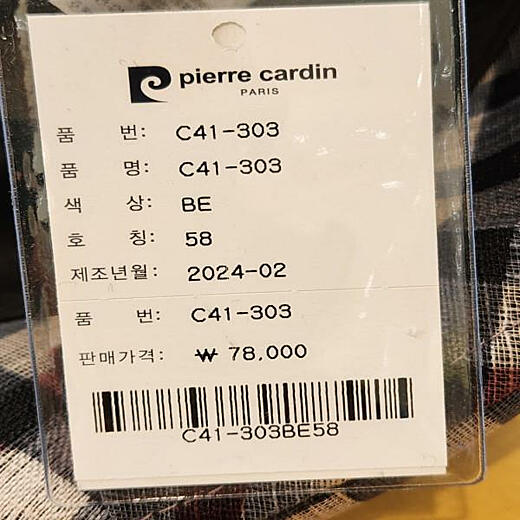 pierre cardin
PARIS
품 번: C41-303
품 명: C41-303
색 상: BE
호 칭: 58
제조년월: 2024-02
품 번: C41-303
판매가격: ₩ 78,000
C41-303BE58